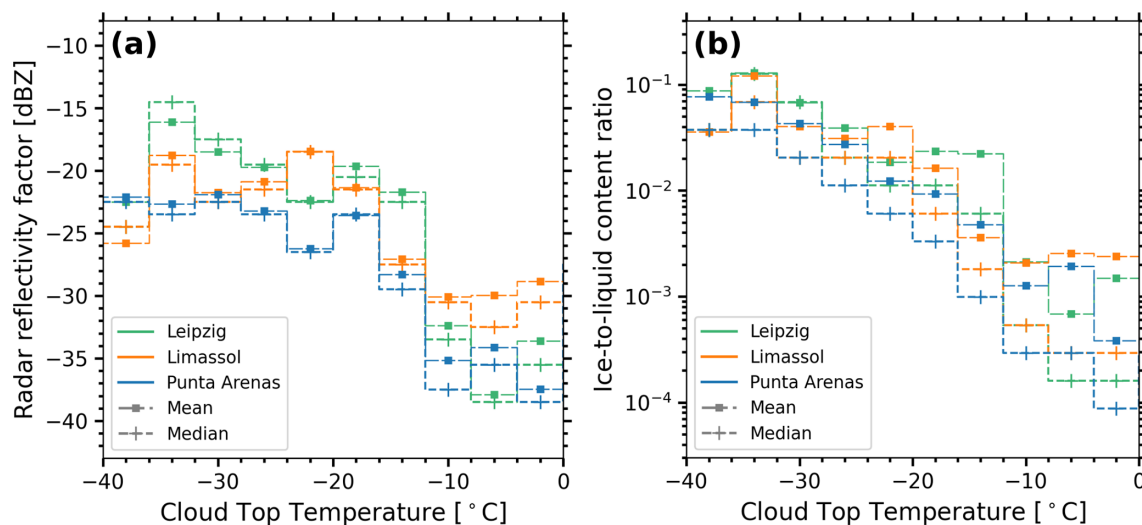 (a)
Radar reflectivity factor [dBZ]
−10
−15
−20
−25
−30
−35
−40
Leipzig
Limassol
Punta Arenas
Mean
Median
−40 −30 −20 −10 0
Cloud Top Temperature [°C]
(b)
Ice-to-liquid content ratio
10⁻¹
10⁻²
10⁻³
10⁻⁴
Leipzig
Limassol
Punta Arenas
Mean
Median
−40 −30 −20 −10 0
Cloud Top Temperature [°C]